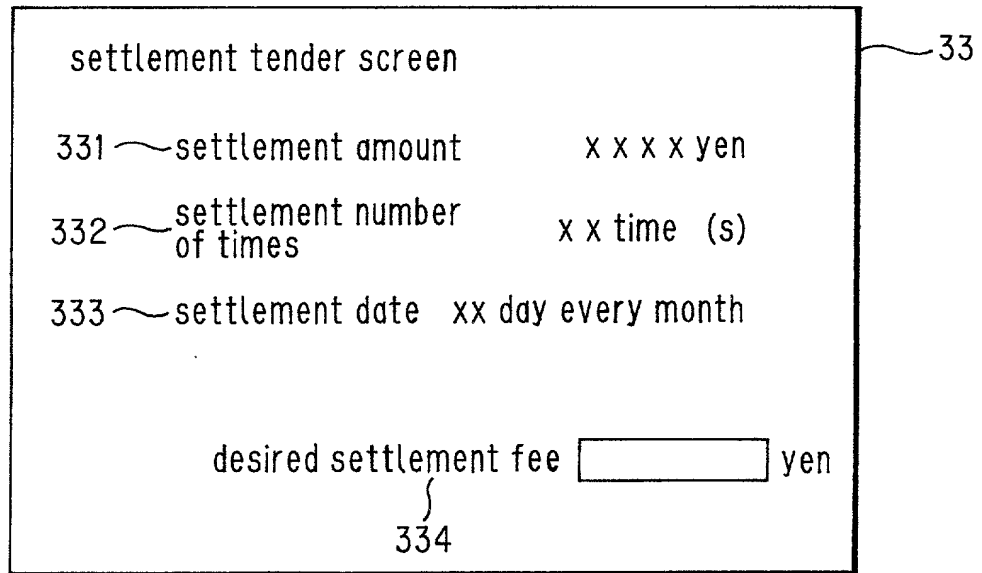 settlement tender screen
33
331 settlement amount x x x x yen
332 settlement number of times x x time (s)
333 settlement date xx day every month
desired settlement fee yen
334